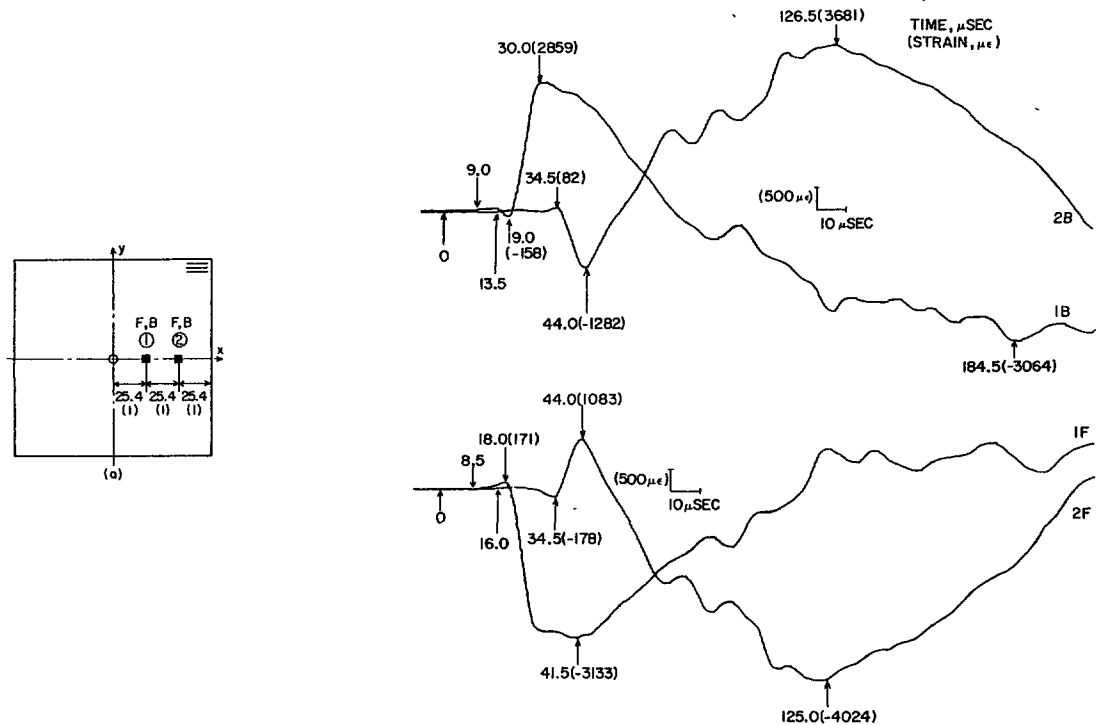 126.5(3681)
TIME, μSEC
(STRAIN, με)
30.0(2859)
9.0
34.5(82)
(500με)
10 μSEC
2B
0
9.0
(-158)
13.5
44.0(-1282)
1B
184.5(-3064)
y
F,B
F,B
1
2
x
25.4
25.4
25.4
(1)
(1)
(1)
(a)
44.0(1083)
18.0(171)
8.5
1F
(500με)
10μSEC
0
16.0
34.5(-178)
2F
41.5(-3133)
125.0(-4024)